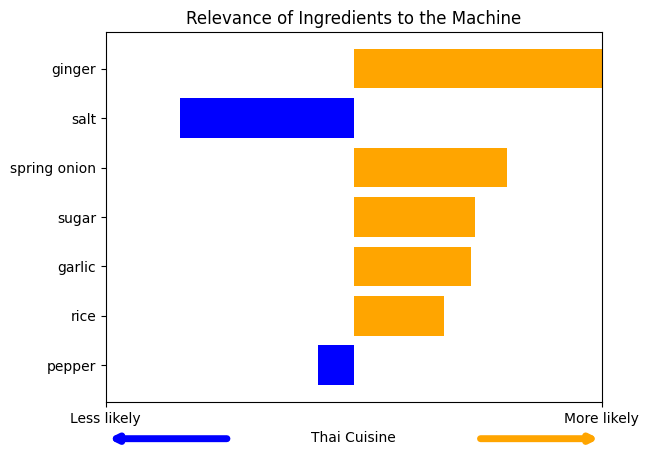 Relevance of Ingredients to the Machine
ginger
salt
spring onion
sugar
garlic
rice
pepper
Less likely
More likely
Thai Cuisine